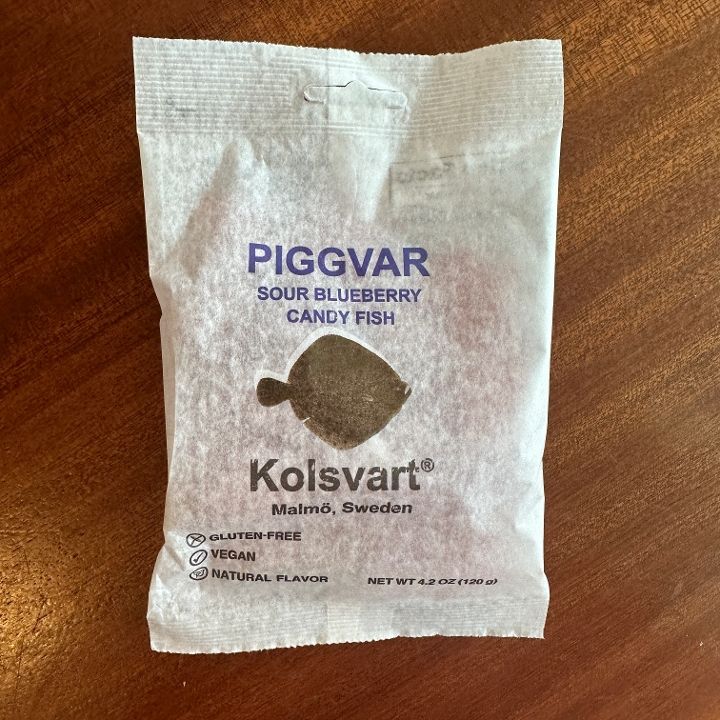 PIGGVAR
SOUR BLUEBERRY
CANDY FISH
Kolsvart®
Malmö, Sweden
GLUTEN-FREE
VEGAN
NATURAL FLAVOR
NET WT 4.2 OZ (120 g)